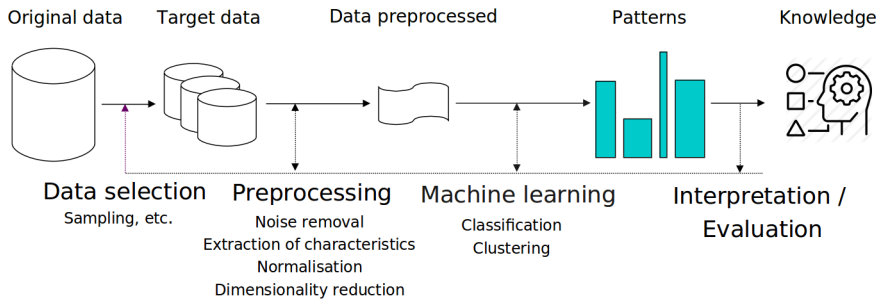 Original data
Target data
Data preprocessed
Patterns
Knowledge
Data selection
Sampling, etc.
Preprocessing
Noise removal
Extraction of characteristics
Normalisation
Dimensionality reduction
Machine learning
Classification
Clustering
Interpretation /
Evaluation